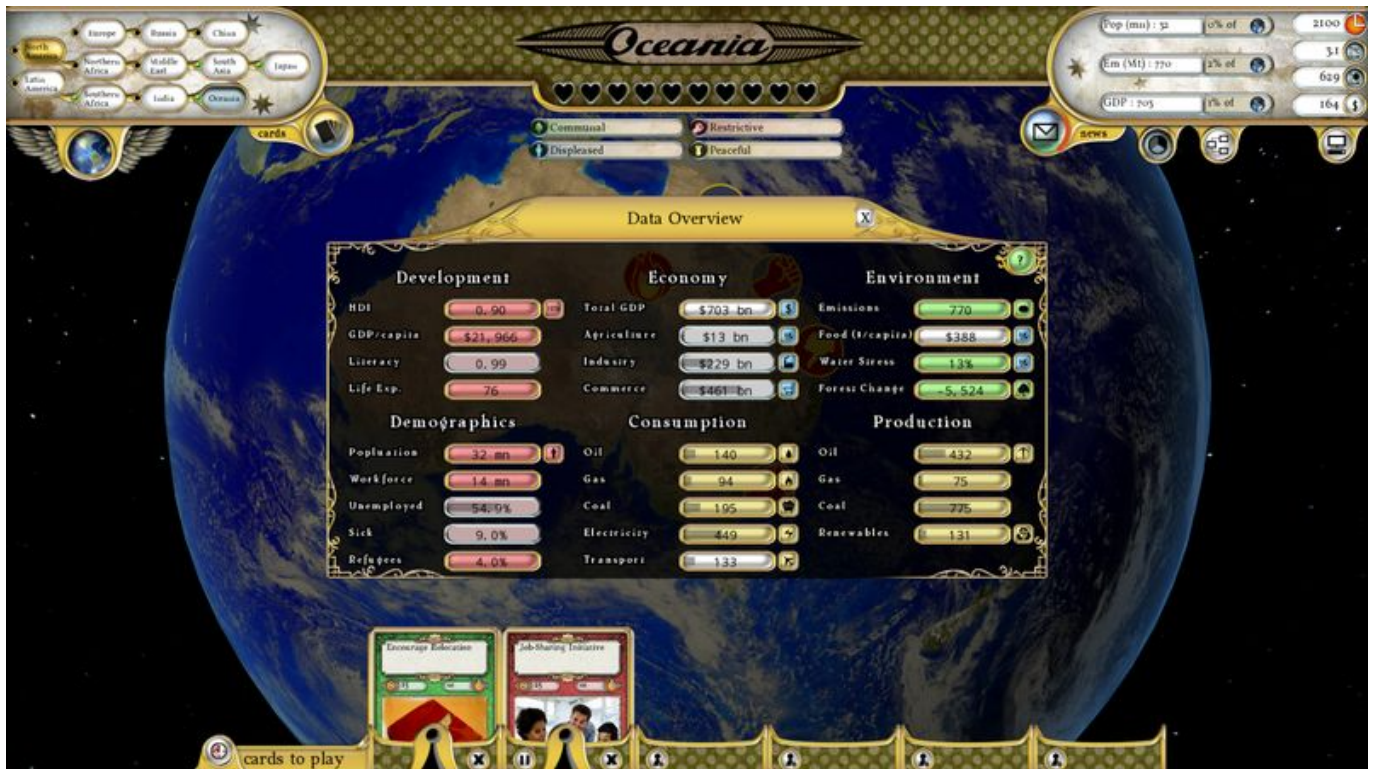 Europe
Russia
China
North America
Northern Africa
Middle East
South Asia
Japan
Latin America
Southern Africa
India
Oceania
cards
Oceania
Communal
Restrictive
Displeased
Peaceful
Pop (mn) : 32
0% of
2100
Em (Mt) : 770
2% of
3.1
629
GDP : 703
1% of
164 $
news
Data Overview
X
?
Development
HDI 0.90
GDP/capita $21,966
Literacy 0.99
Life Exp. 76
Economy
Total GDP $703 bn $
Agriculture $13 bn
Industry $229 bn
Commerce $461 bn
Environment
Emissions 770
Food ($/capita) $388
Water Stress 13%
Forest Change -5,524
Demographics
Popluation 32 mn
Workforce 14 mn
Unemployed 54.9%
Sick 9.0%
Refugees 4.0%
Consumption
Oil 140
Gas 94
Coal 195
Electricity 449
Transport 133
Production
Oil 432
Gas 75
Coal 775
Renewables 131
Encourage Relocation
Job-Sharing Initiative
cards to play